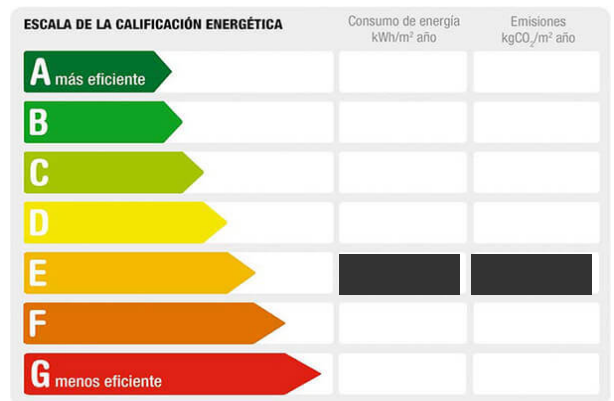 ESCALA DE LA CALIFICACIÓN ENERGÉTICA
Consumo de energía
kWh/m² año
Emisiones
kgCO₂/m² año
A más eficiente
B
C
D
E
F
G menos eficiente